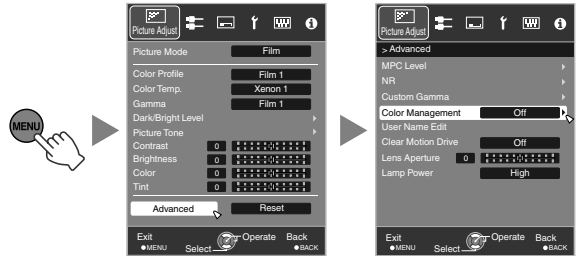 MENU
Picture Adjust
Picture Mode Film
Color Profile Film 1
Color Temp. Xenon 1
Gamma Film 1
Dark/Bright Level
Picture Tone
Contrast 0
Brightness 0
Color 0
Tint 0
Advanced Reset
Exit Operate Back
●MENU Select ●BACK
Picture Adjust
> Advanced
MPC Level
NR
Custom Gamma
Color Management Off
User Name Edit
Clear Motion Drive Off
Lens Aperture 0
Lamp Power High
Exit Operate Back
●MENU Select ●BACK